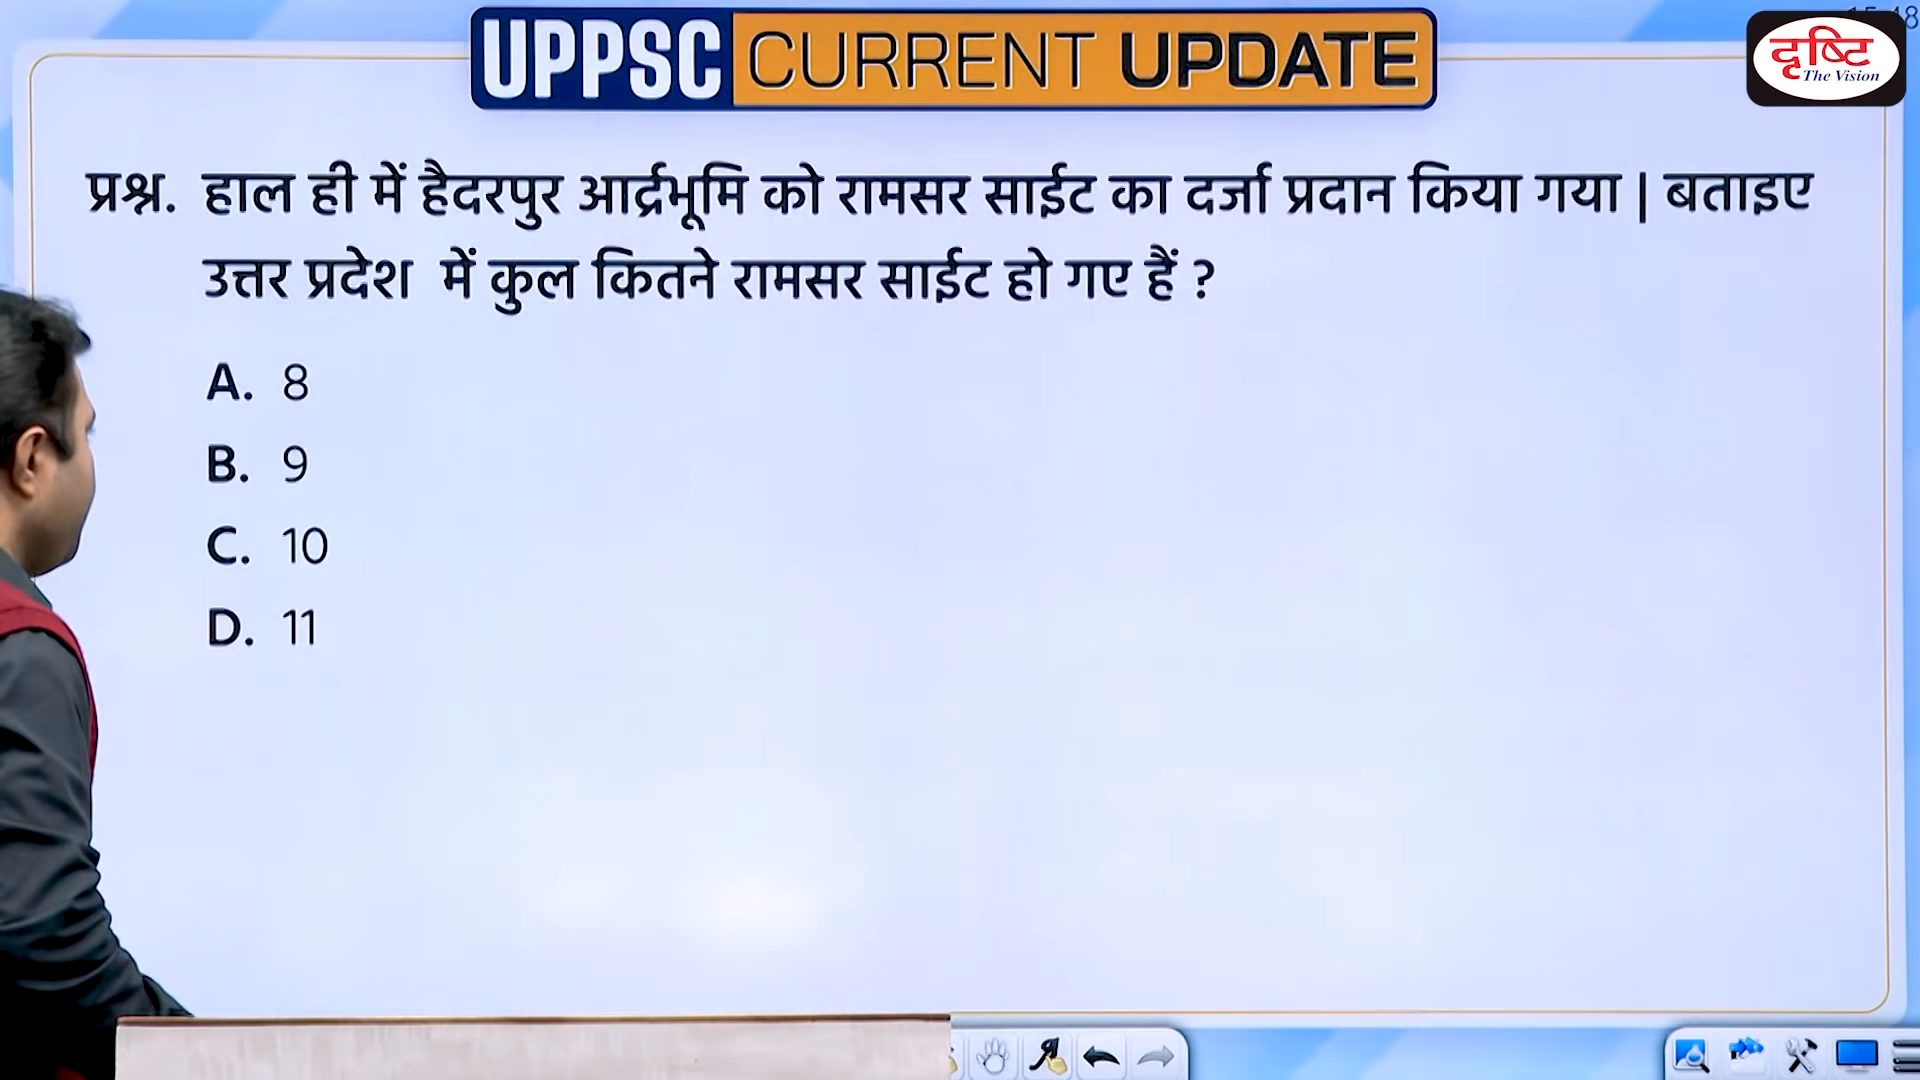 UPPSC CURRENT UPDATE
दृष्टि
The Vision
प्रश्न. हाल ही में हैदरपुर आर्द्रभूमि को रामसर साईट का दर्जा प्रदान किया गया | बताइए
उत्तर प्रदेश में कुल कितने रामसर साईट हो गए हैं ?
A. 8
B. 9
C. 10
D. 11